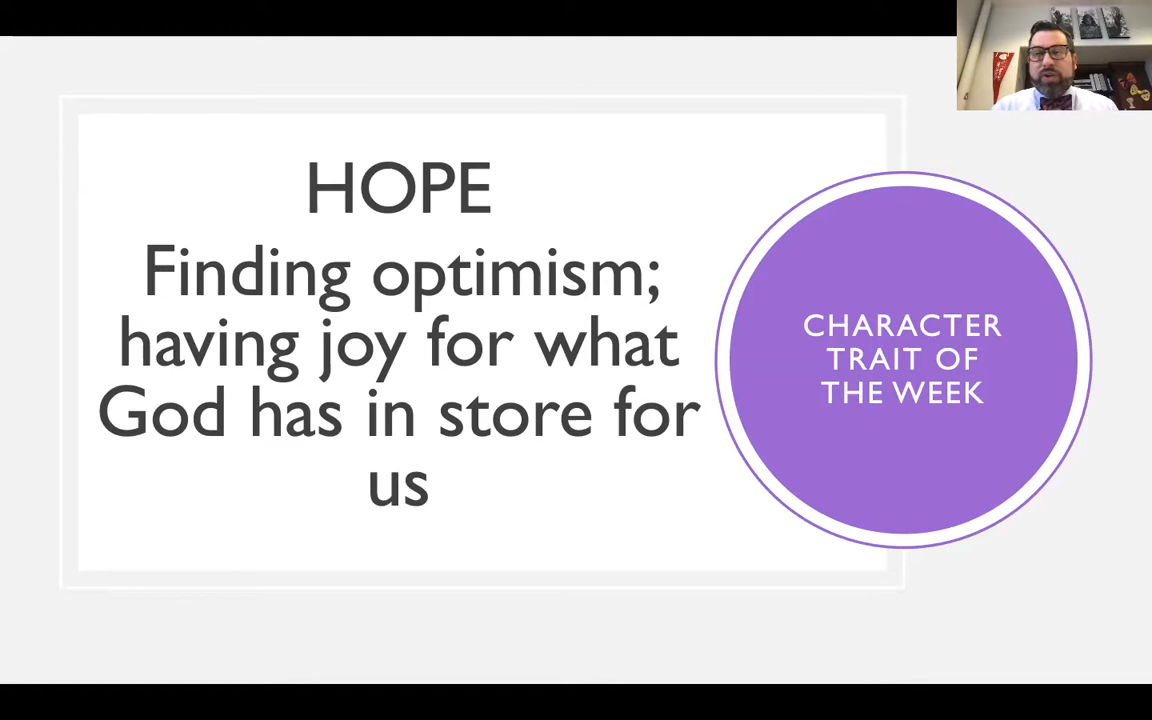 HOPE
Finding optimism;
having joy for what
God has in store for
us
CHARACTER
TRAIT OF
THE WEEK